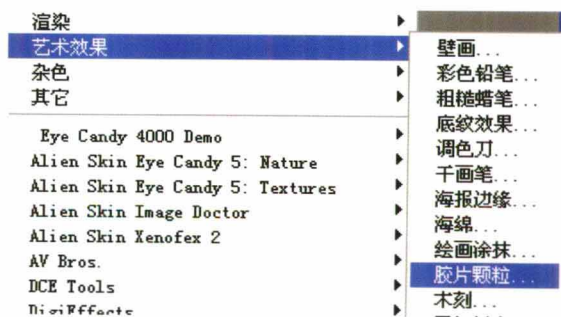 渲染
艺术效果
杂色
其它
Eye Candy 4000 Demo
Alien Skin Eye Candy 5: Nature
Alien Skin Eye Candy 5: Textures
Alien Skin Image Doctor
Alien Skin Xenofex 2
AV Bros.
DCE Tools
DigiEffects
壁画...
彩色铅笔...
粗糙蜡笔...
底纹效果...
调色刀...
干画笔...
海报边缘...
海绵...
绘画涂抹...
胶片颗粒...
木刻...